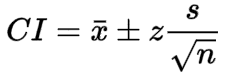 CI = x̄ ± z s/√n